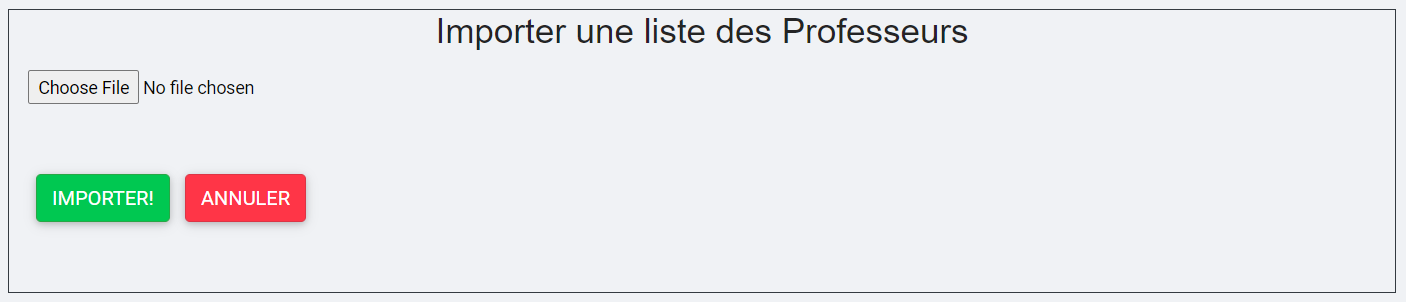 Importer une liste des Professeurs
Choose File No file chosen
IMPORTER! ANNULER